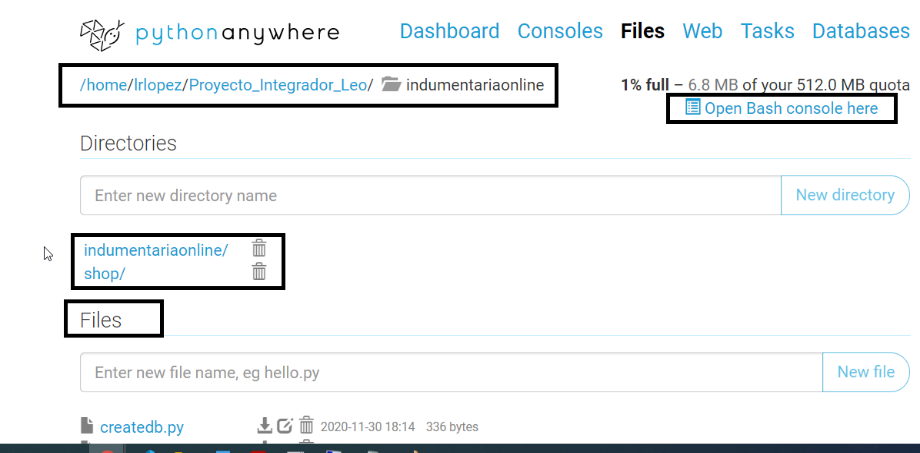 pythonanywhere
Dashboard Consoles Files Web Tasks Databases
/home/lrlopez/Proyecto_Integrador_Leo/ indumentariaonline
1% full – 6.8 MB of your 512.0 MB quota
Open Bash console here
Directories
Enter new directory name
New directory
indumentariaonline/
shop/
Files
Enter new file name, eg hello.py
New file
createdb.py 2020-11-30 18:14 336 bytes